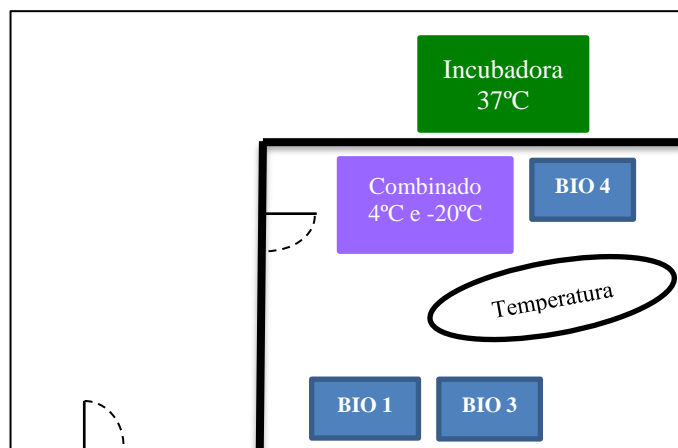 Incubadora
37ºC
Combinado
4ºC e -20ºC
BIO 4
Temperatura
BIO 1
BIO 3